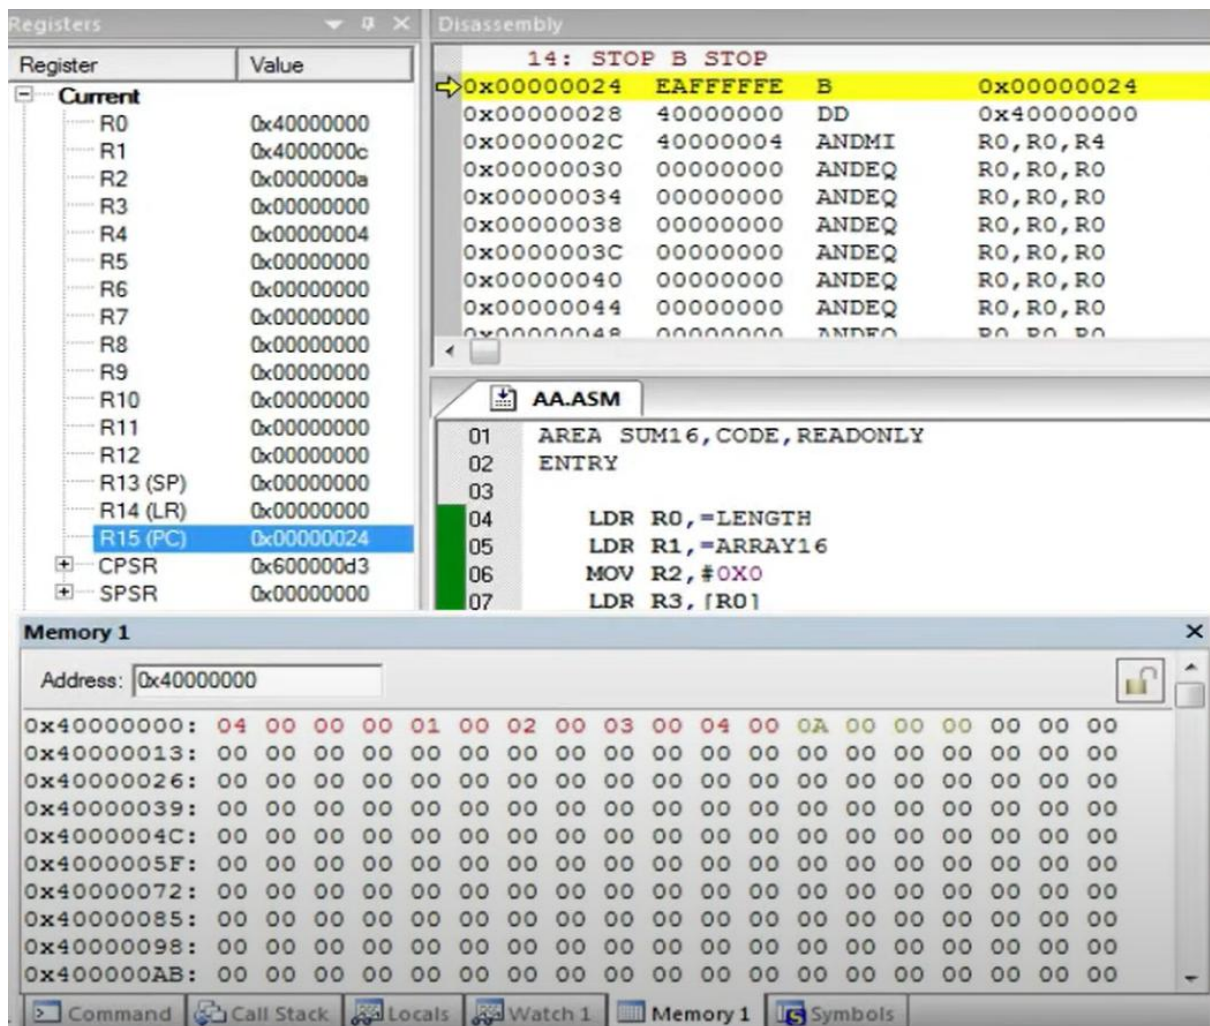 Registers
Register Value
Current
R0 0x40000000
R1 0x4000000c
R2 0x0000000a
R3 0x00000000
R4 0x00000004
R5 0x00000000
R6 0x00000000
R7 0x00000000
R8 0x00000000
R9 0x00000000
R10 0x00000000
R11 0x00000000
R12 0x00000000
R13 (SP) 0x00000000
R14 (LR) 0x00000000
R15 (PC) 0x00000024
CPSR 0x600000d3
SPSR 0x00000000
Disassembly
14: STOP B STOP
0x00000024 EAFFFFFE B 0x00000024
0x00000028 40000000 DD 0x40000000
0x0000002C 40000004 ANDMI R0,R0,R4
0x00000030 00000000 ANDEQ R0,R0,R0
0x00000034 00000000 ANDEQ R0,R0,R0
0x00000038 00000000 ANDEQ R0,R0,R0
0x0000003C 00000000 ANDEQ R0,R0,R0
0x00000040 00000000 ANDEQ R0,R0,R0
0x00000044 00000000 ANDEQ R0,R0,R0
0x00000048 00000000 ANDEQ R0,R0,R0
AA.ASM
01 AREA SUM16,CODE,READONLY
02 ENTRY
03
04 LDR R0,=LENGTH
05 LDR R1,=ARRAY16
06 MOV R2,#0X0
07 LDR R3,[R0]
Memory 1
Address: 0x40000000
0x40000000: 04 00 00 00 01 00 02 00 03 00 04 00 0A 00 00 00 00 00 00
0x40000013: 00 00 00 00 00 00 00 00 00 00 00 00 00 00 00 00 00 00 00
0x40000026: 00 00 00 00 00 00 00 00 00 00 00 00 00 00 00 00 00 00 00
0x40000039: 00 00 00 00 00 00 00 00 00 00 00 00 00 00 00 00 00 00 00
0x4000004C: 00 00 00 00 00 00 00 00 00 00 00 00 00 00 00 00 00 00 00
0x4000005F: 00 00 00 00 00 00 00 00 00 00 00 00 00 00 00 00 00 00 00
0x40000072: 00 00 00 00 00 00 00 00 00 00 00 00 00 00 00 00 00 00 00
0x40000085: 00 00 00 00 00 00 00 00 00 00 00 00 00 00 00 00 00 00 00
0x40000098: 00 00 00 00 00 00 00 00 00 00 00 00 00 00 00 00 00 00 00
0x400000AB: 00 00 00 00 00 00 00 00 00 00 00 00 00 00 00 00 00 00 00
Command Call Stack Locals Watch 1 Memory 1 Symbols